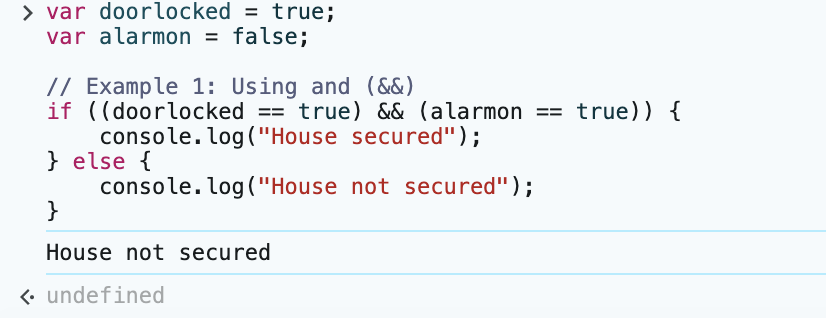 var doorlocked = true;
var alarmon = false;

// Example 1: Using and (&&)
if ((doorlocked == true) && (alarmon == true)) {
    console.log("House secured");
} else {
    console.log("House not secured");
}
House not secured
undefined